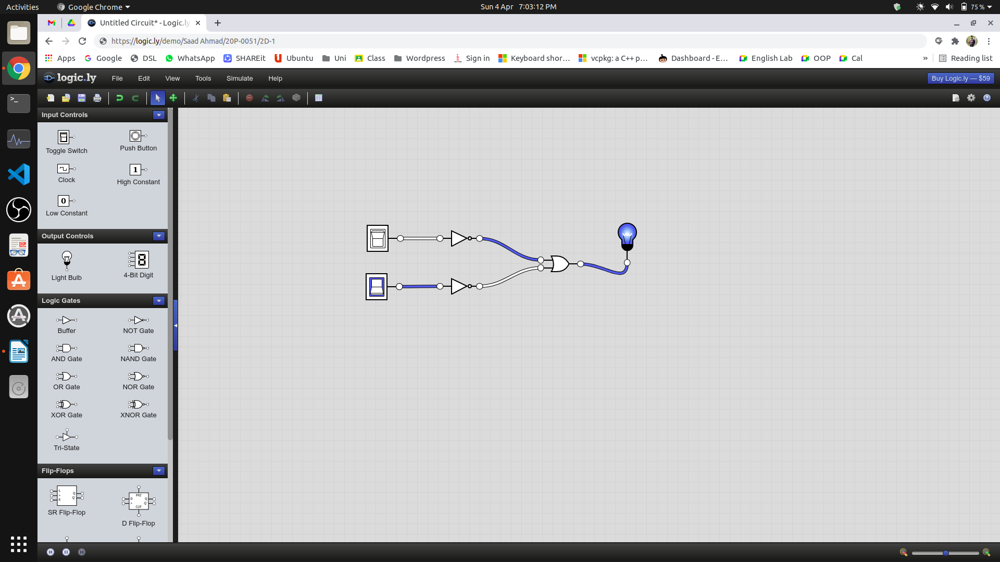 Activities
Google Chrome
Sun 4 Apr 7:03:12 PM
75 %
Untitled Circuit* - Logic.ly
https://logic.ly/demo/Saad Ahmad/20P-0051/2D-1
Apps
Google
DSL
WhatsApp
SHAREit
Ubuntu
Uni
Class
Wordpress
Sign in
Keyboard shor...
vcpkg: a C++ p...
Dashboard - E...
English Lab
OOP
Cal
»
Reading list
logic.ly
File
Edit
View
Tools
Simulate
Help
Buy Logic.ly — $59
Input Controls
Toggle Switch
Push Button
Clock
1
High Constant
0
Low Constant
Output Controls
Light Bulb
4-Bit Digit
Logic Gates
Buffer
NOT Gate
AND Gate
NAND Gate
OR Gate
NOR Gate
XOR Gate
XNOR Gate
Tri-State
Flip-Flops
S
>
R
Q
Q'
SR Flip-Flop
PRE'
D
>
Q
Q'
CLR'
D Flip-Flop